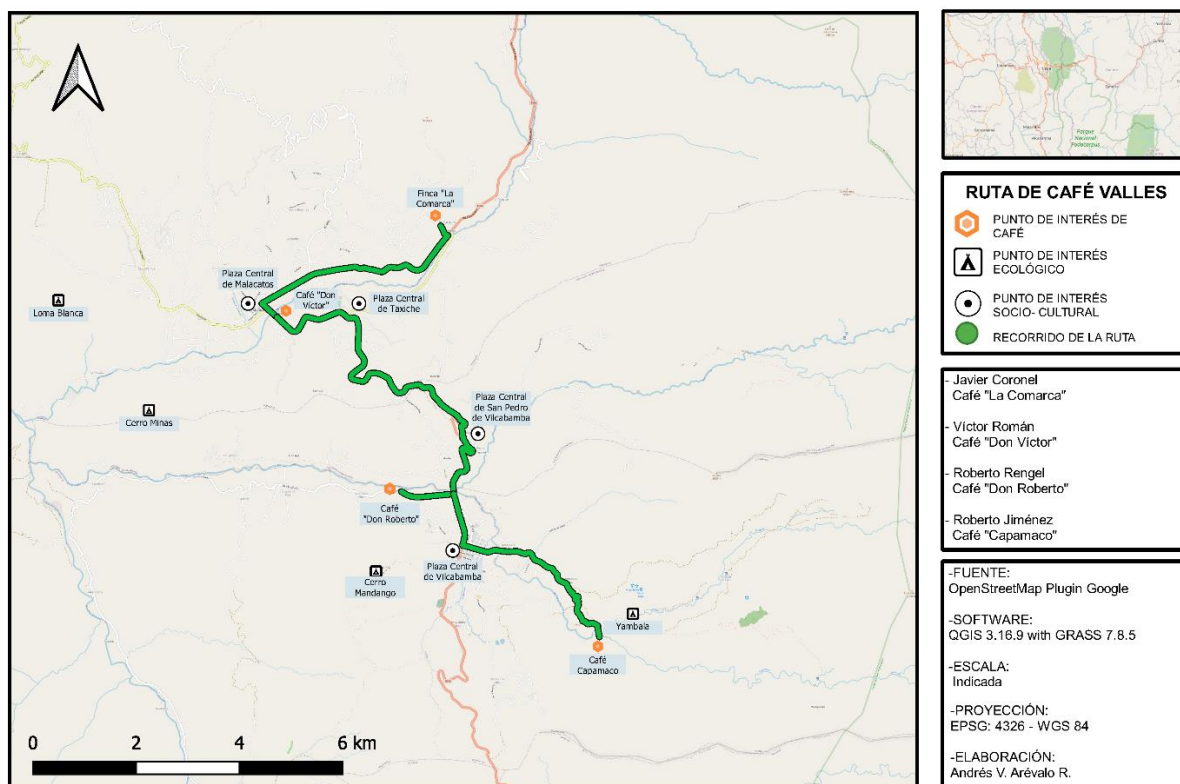 Finca "La
Comarca"
Plaza Central
de Malacatos
Café "Don
Víctor"
Plaza Central
de Taxiche
Loma Blanca
Cerro Minas
Plaza Central
de San Pedro
de Vilcabamba
Café
"Don Roberto"
Plaza Central
de Vilcabamba
Cerro
Mandango
Yambala
Café
Capamaco
0 2 4 6 km
Parque
Nacional
Podocarpus
RUTA DE CAFÉ VALLES
PUNTO DE INTERÉS DE
CAFÉ
PUNTO DE INTERÉS
ECOLÓGICO
PUNTO DE INTERÉS
SOCIO- CULTURAL
RECORRIDO DE LA RUTA
- Javier Coronel
Café "La Comarca"
- Víctor Román
Café "Don Víctor"
- Roberto Rengel
Café "Don Roberto"
- Roberto Jiménez
Café "Capamaco"
-FUENTE:
OpenStreetMap Plugin Google
-SOFTWARE:
QGIS 3.16.9 with GRASS 7.8.5
-ESCALA:
Indicada
-PROYECCIÓN:
EPSG: 4326 - WGS 84
-ELABORACIÓN:
Andrés V. Arévalo R.